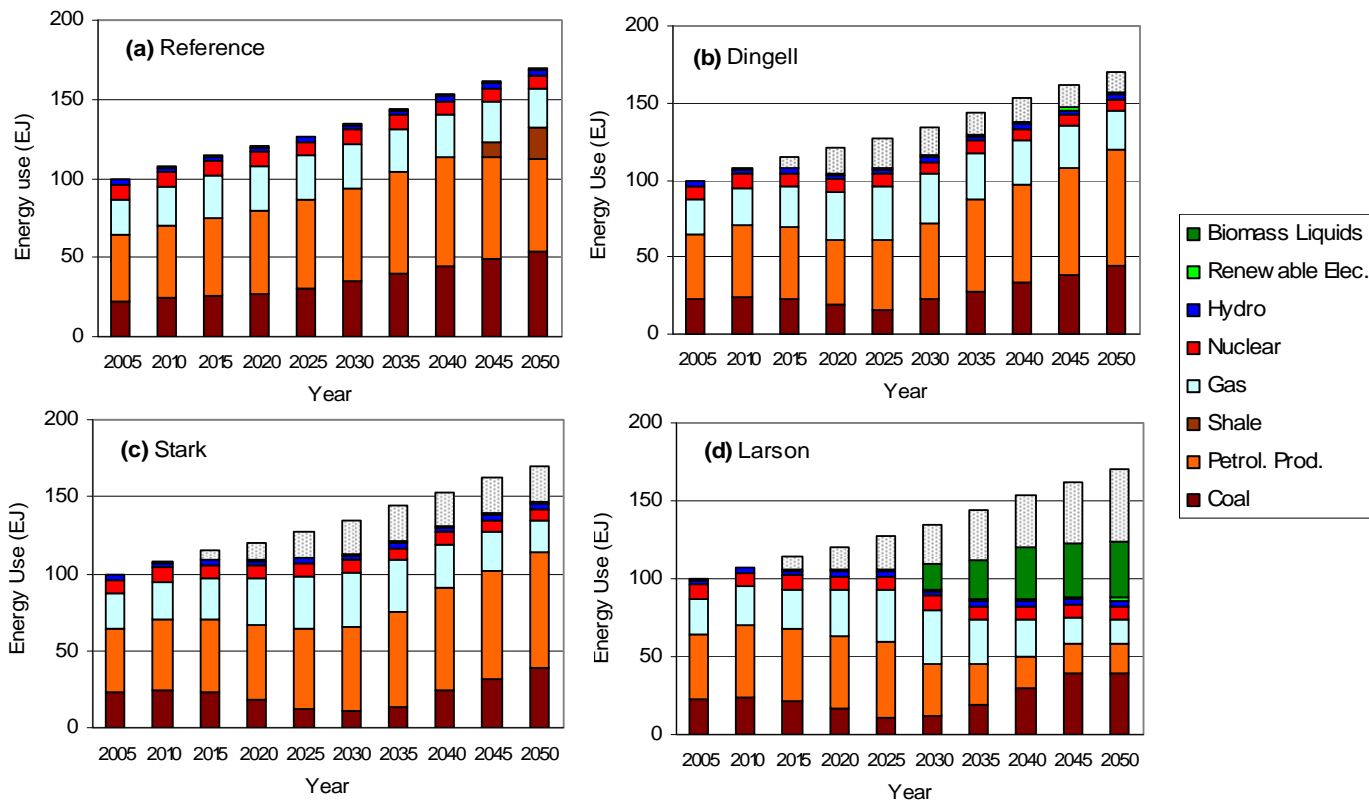 (a) Reference
Energy use (EJ)
200
150
100
50
0
2005 2010 2015 2020 2025 2030 2035 2040 2045 2050
Year
(b) Dingell
Energy Use (EJ)
200
150
100
50
0
2005 2010 2015 2020 2025 2030 2035 2040 2045 2050
Year
(c) Stark
Energy Use (EJ)
200
150
100
50
0
2005 2010 2015 2020 2025 2030 2035 2040 2045 2050
Year
(d) Larson
Energy Use (EJ)
200
150
100
50
0
2005 2010 2015 2020 2025 2030 2035 2040 2045 2050
Year
Biomass Liquids
Renewable Elec.
Hydro
Nuclear
Gas
Shale
Petrol. Prod.
Coal